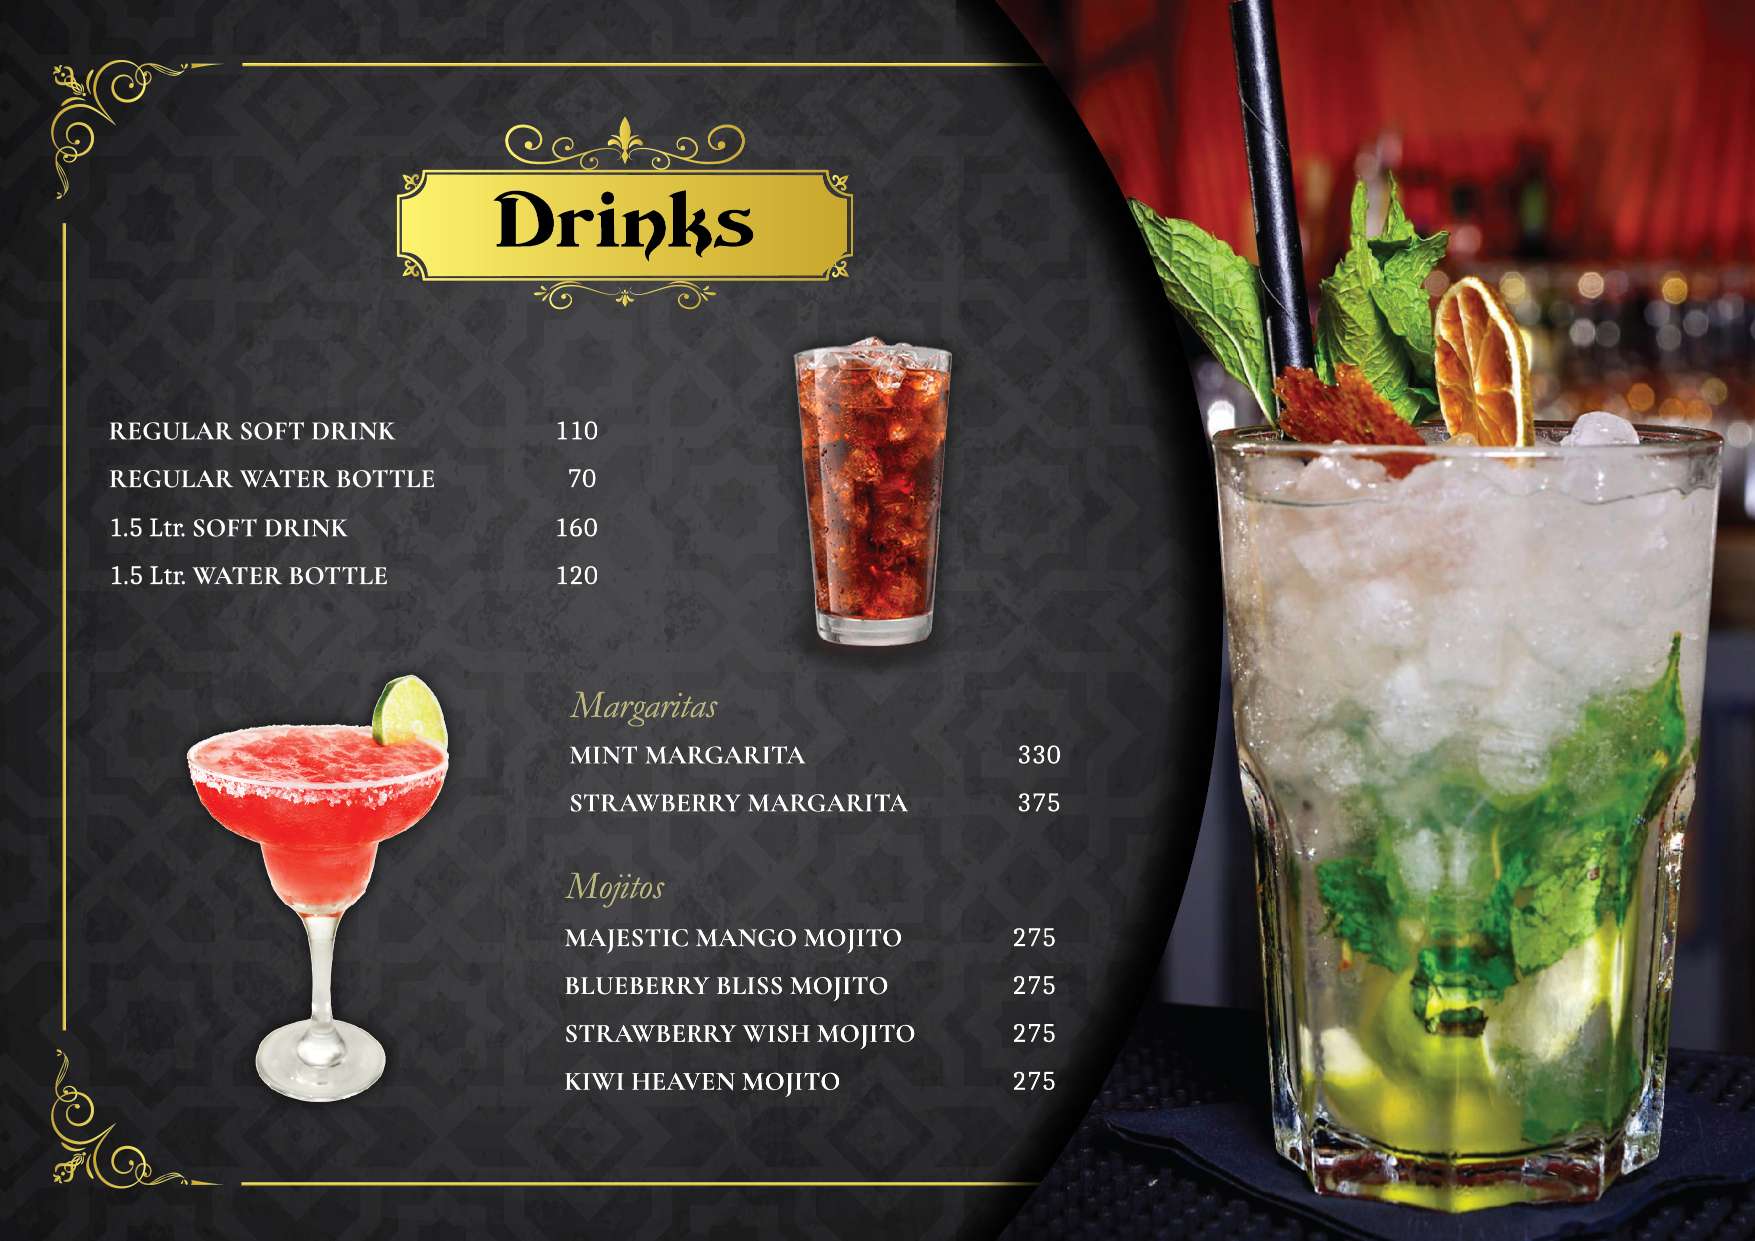 Drinks
REGULAR SOFT DRINK 110
REGULAR WATER BOTTLE 70
1.5 Ltr. SOFT DRINK 160
1.5 Ltr. WATER BOTTLE 120
Margaritas
MINT MARGARITA 330
STRAWBERRY MARGARITA 375
Mojitos
MAJESTIC MANGO MOJITO 275
BLUEBERRY BLISS MOJITO 275
STRAWBERRY WISH MOJITO 275
KIWI HEAVEN MOJITO 275